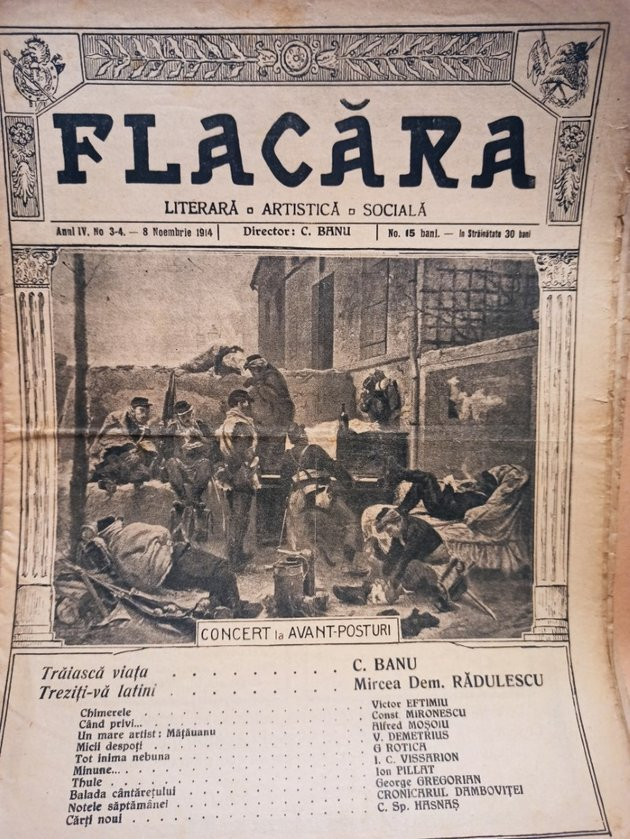 FLACĂRA
LITERARĂ ▫ ARTISTICĂ ▫ SOCIALĂ
Anul IV, No 3-4. — 8 Noembrie 1914 | Director: C. BANU | No. 15 bani. — In Străinătate 30 bani
CONCERT la AVANT-POSTURI
Trăiască viața . . . . . . . . . C. BANU
Treziți-vă latini . . . . . . . . . Mircea Dem. RĂDULESCU
Chimerele . . . . . . . . . Victor EFTIMIU
Când privi... . . . . . . . . . Const MIRONESCU
Un mare artist: Mățăuanu . . . . . . . . . Alfred MOȘOIU
Micii despoți . . . . . . . . . V. DEMETRIUS
Tot inima nebuna . . . . . . . . . G ROTICA
Minune... . . . . . . . . . I. C. VISSARION
Thule . . . . . . . . . Ion PILLAT
Balada cântărețului . . . . . . . . . George GREGORIAN
Notele săptămânei . . . . . . . . . CRONICARUL DAMBOVIȚEI
Cărți noui . . . . . . . . . C. Sp. HASNAȘ